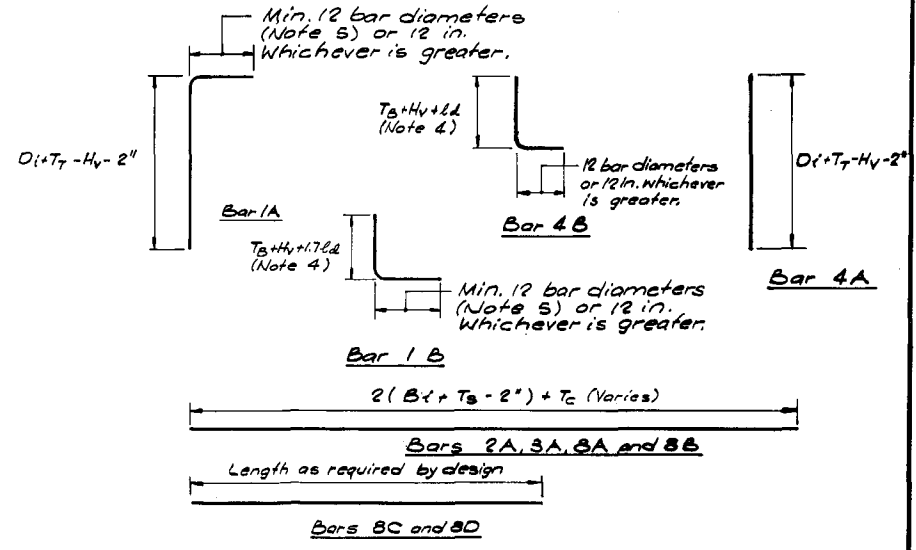 Min. 12 bar diameters
(Note 5) or 12 in.
Whichever is greater.
Di+TT-HV-2"
Bar 1A
TB+HV+ld
(Note 4)
12 bar diameters
or 12 in. whichever
is greater.
Bar 4B
Di+TT-HV-2"
Bar 4A
TB+HV+1.7ld
(Note 4)
Min. 12 bar diameters
(Note 5) or 12 in.
Whichever is greater.
Bar 1B
2(Bi+TS-2")+TC (Varies)
Bars 2A, 3A, 8A and 8B
Length as required by design
Bars 8C and 8D